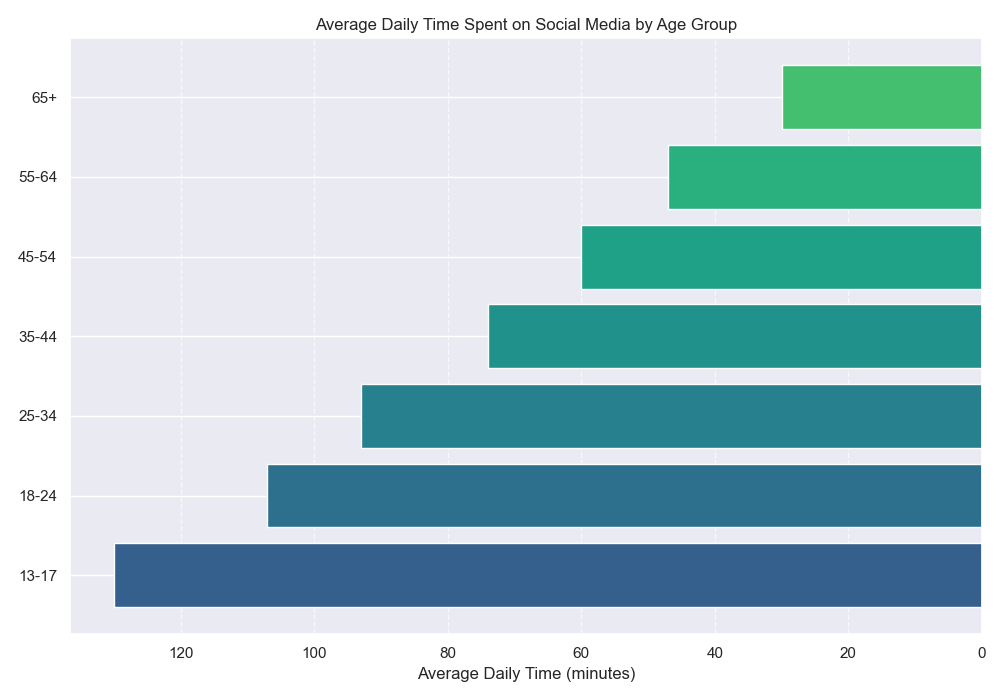 Average Daily Time Spent on Social Media by Age Group
65+
55-64
45-54
35-44
25-34
18-24
13-17
120 100 80 60 40 20 0
Average Daily Time (minutes)